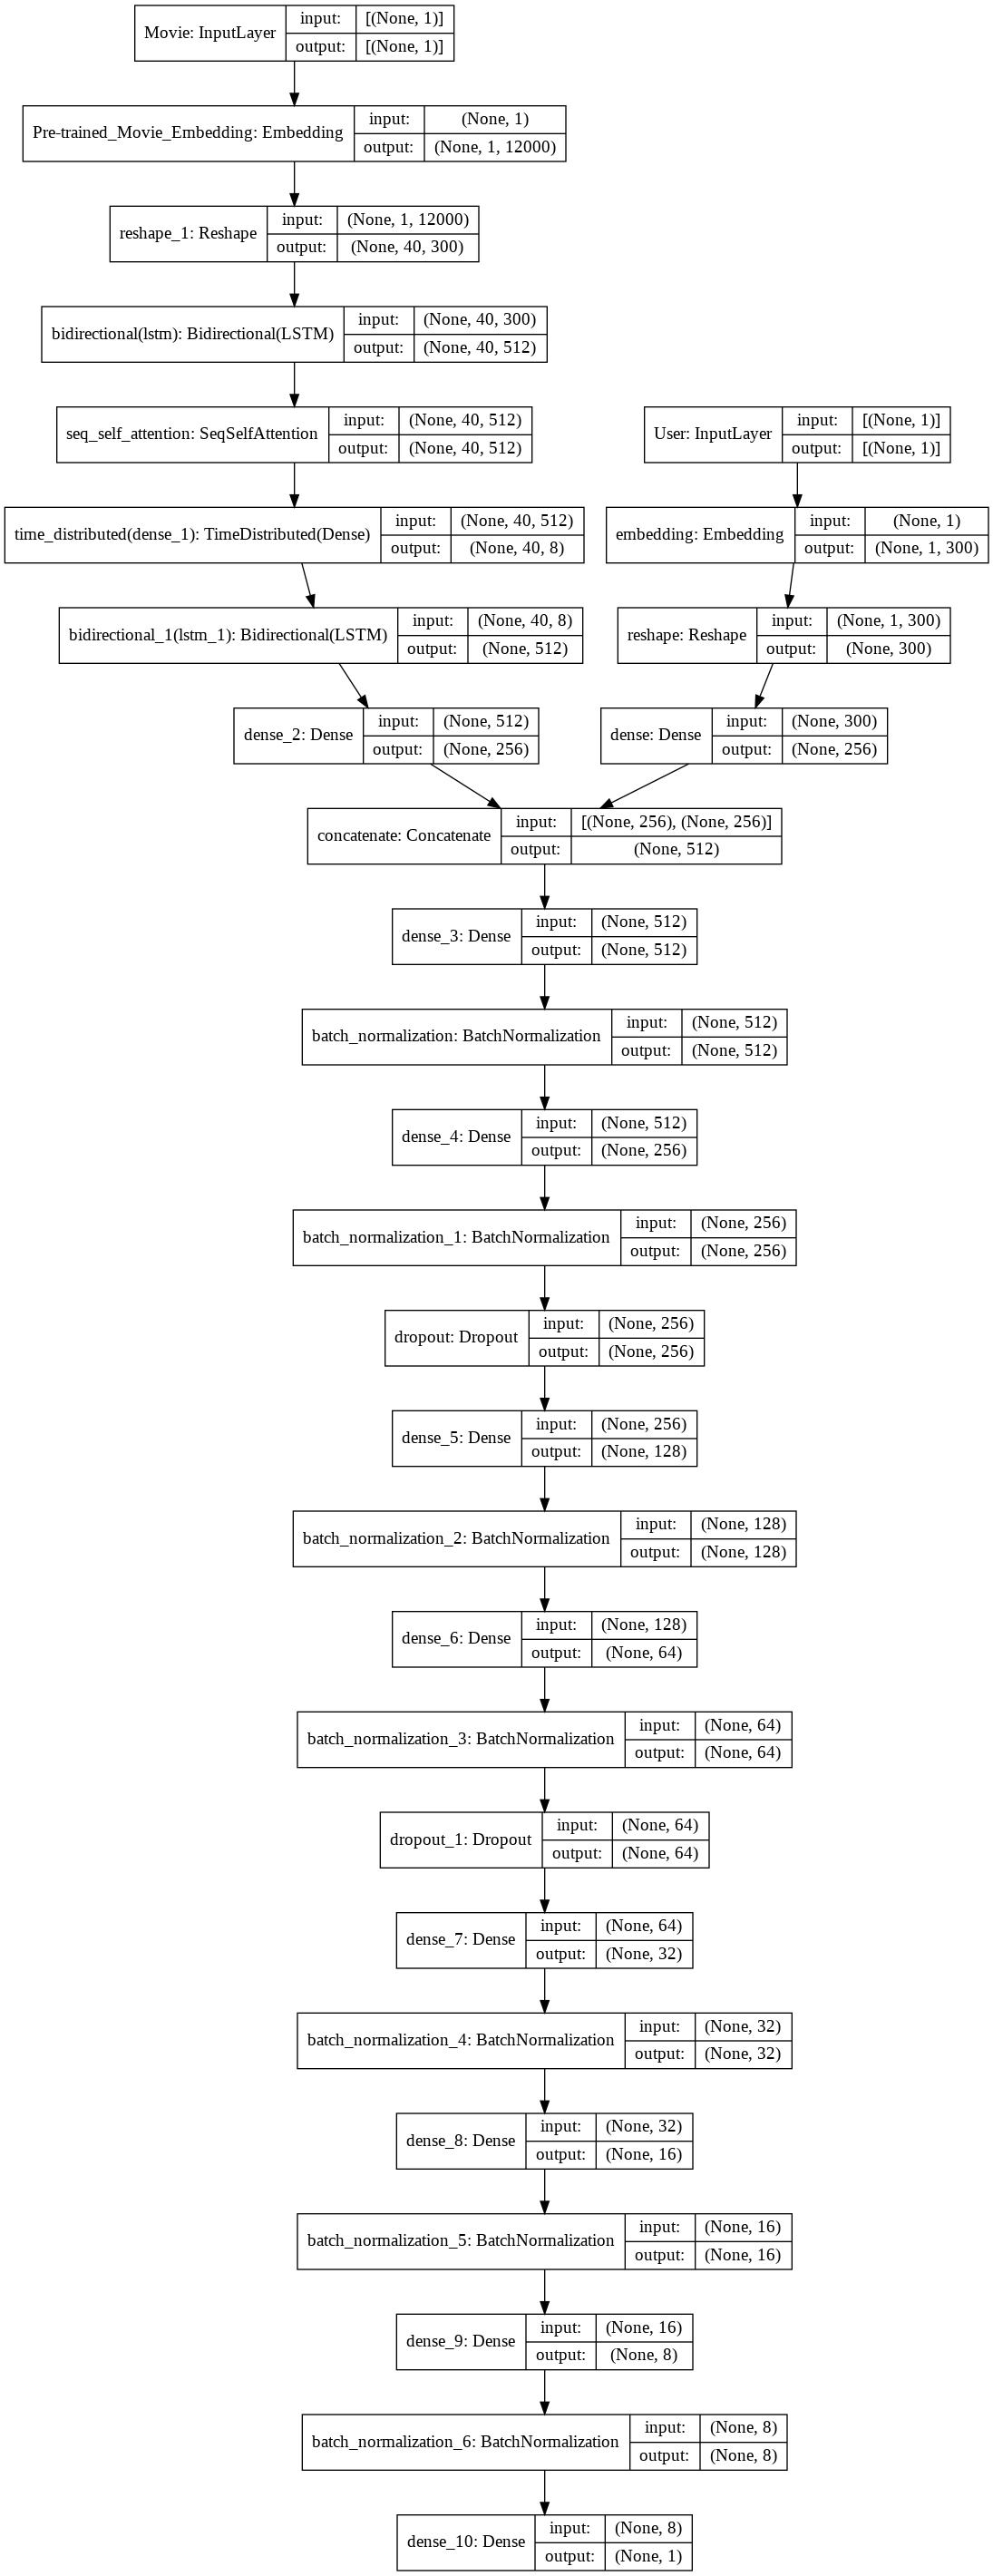 Movie: InputLayer
input:
[(None, 1)]
output:
[(None, 1)]
Pre-trained_Movie_Embedding: Embedding
input:
(None, 1)
output:
(None, 1, 12000)
reshape_1: Reshape
input:
(None, 1, 12000)
output:
(None, 40, 300)
bidirectional(lstm): Bidirectional(LSTM)
input:
(None, 40, 300)
output:
(None, 40, 512)
seq_self_attention: SeqSelfAttention
input:
(None, 40, 512)
output:
(None, 40, 512)
User: InputLayer
input:
[(None, 1)]
output:
[(None, 1)]
time_distributed(dense_1): TimeDistributed(Dense)
input:
(None, 40, 512)
output:
(None, 40, 8)
embedding: Embedding
input:
(None, 1)
output:
(None, 1, 300)
bidirectional_1(lstm_1): Bidirectional(LSTM)
input:
(None, 40, 8)
output:
(None, 512)
reshape: Reshape
input:
(None, 1, 300)
output:
(None, 300)
dense_2: Dense
input:
(None, 512)
output:
(None, 256)
dense: Dense
input:
(None, 300)
output:
(None, 256)
concatenate: Concatenate
input:
[(None, 256), (None, 256)]
output:
(None, 512)
dense_3: Dense
input:
(None, 512)
output:
(None, 512)
batch_normalization: BatchNormalization
input:
(None, 512)
output:
(None, 512)
dense_4: Dense
input:
(None, 512)
output:
(None, 256)
batch_normalization_1: BatchNormalization
input:
(None, 256)
output:
(None, 256)
dropout: Dropout
input:
(None, 256)
output:
(None, 256)
dense_5: Dense
input:
(None, 256)
output:
(None, 128)
batch_normalization_2: BatchNormalization
input:
(None, 128)
output:
(None, 128)
dense_6: Dense
input:
(None, 128)
output:
(None, 64)
batch_normalization_3: BatchNormalization
input:
(None, 64)
output:
(None, 64)
dropout_1: Dropout
input:
(None, 64)
output:
(None, 64)
dense_7: Dense
input:
(None, 64)
output:
(None, 32)
batch_normalization_4: BatchNormalization
input:
(None, 32)
output:
(None, 32)
dense_8: Dense
input:
(None, 32)
output:
(None, 16)
batch_normalization_5: BatchNormalization
input:
(None, 16)
output:
(None, 16)
dense_9: Dense
input:
(None, 16)
output:
(None, 8)
batch_normalization_6: BatchNormalization
input:
(None, 8)
output:
(None, 8)
dense_10: Dense
input:
(None, 8)
output:
(None, 1)